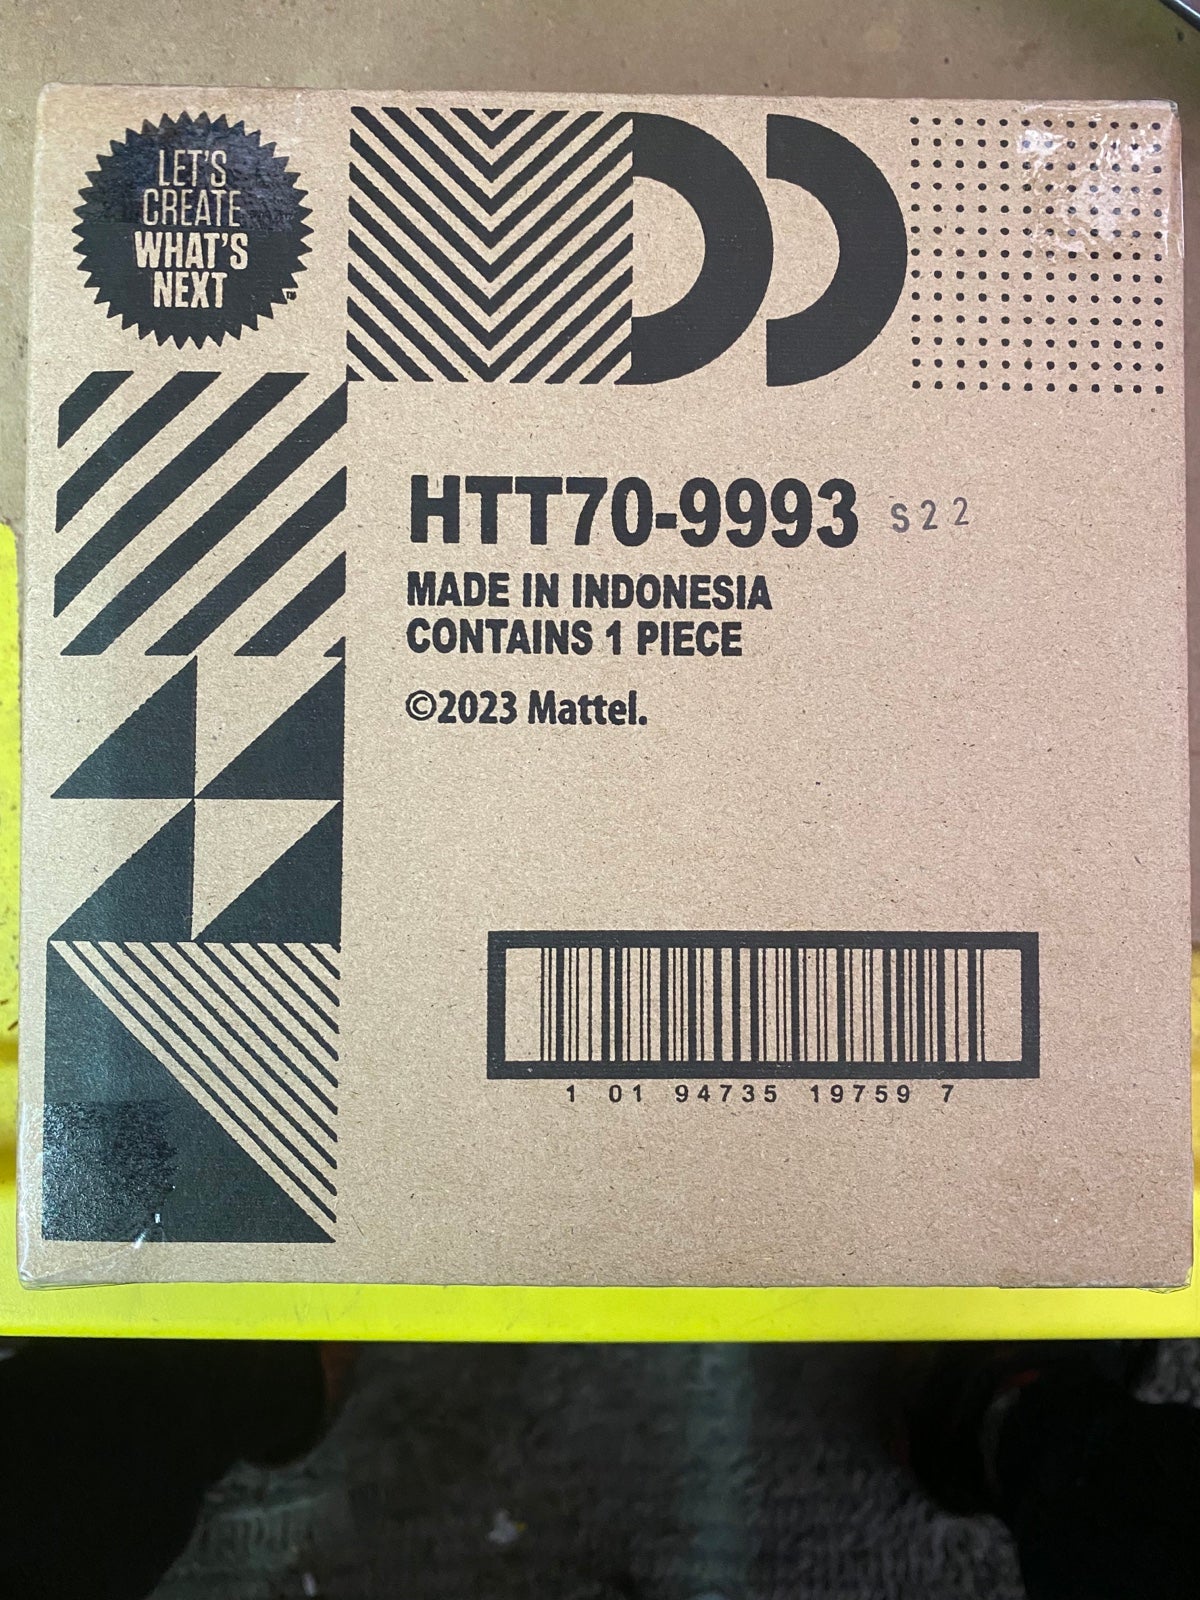 LET'S
CREATE
WHAT'S
NEXT
HTT70-9993 S22
MADE IN INDONESIA
CONTAINS 1 PIECE
©2023 Mattel.
1 01 94735 19759 7